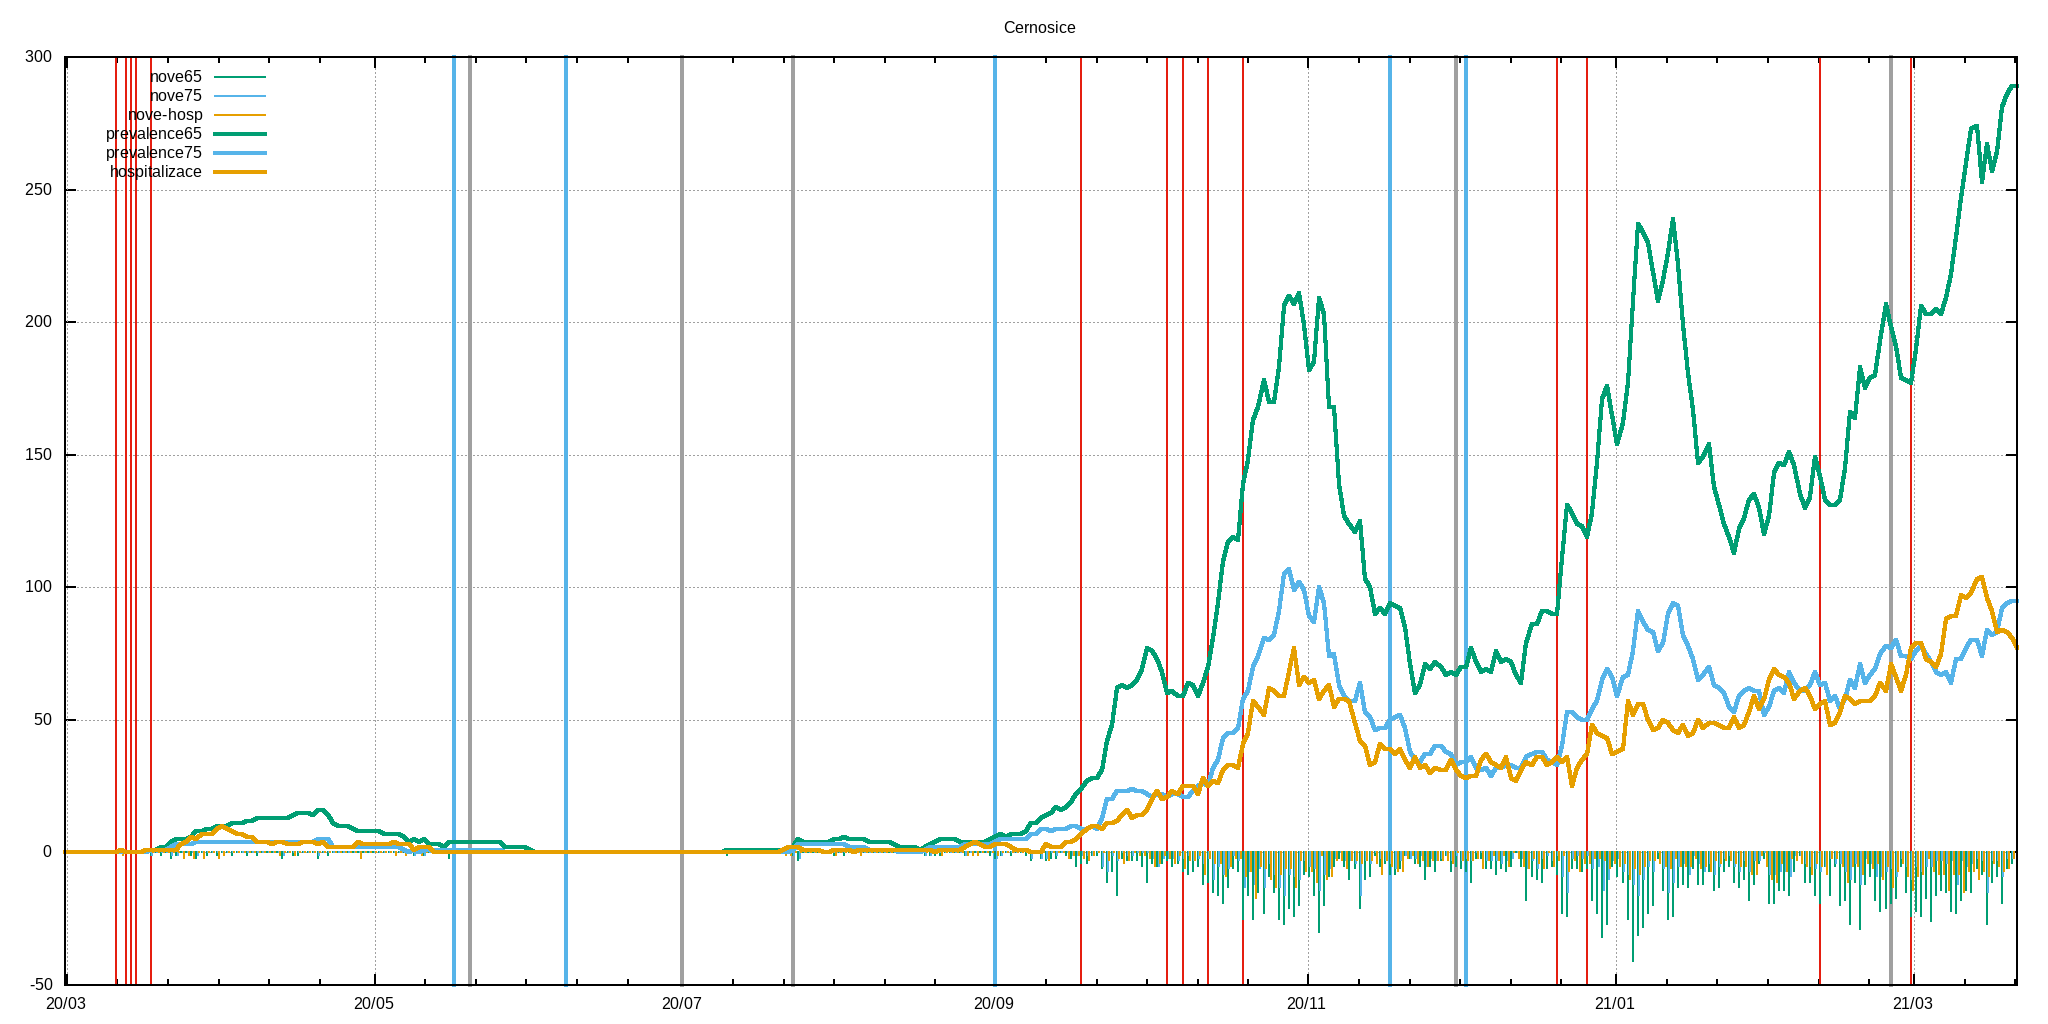 Cernosice
300
nove65
nove75
nove-hosp
prevalence65
prevalence75
hospitalizace
250
200
150
100
50
0
-50
20/03 20/05 20/07 20/09 20/11 21/01 21/03